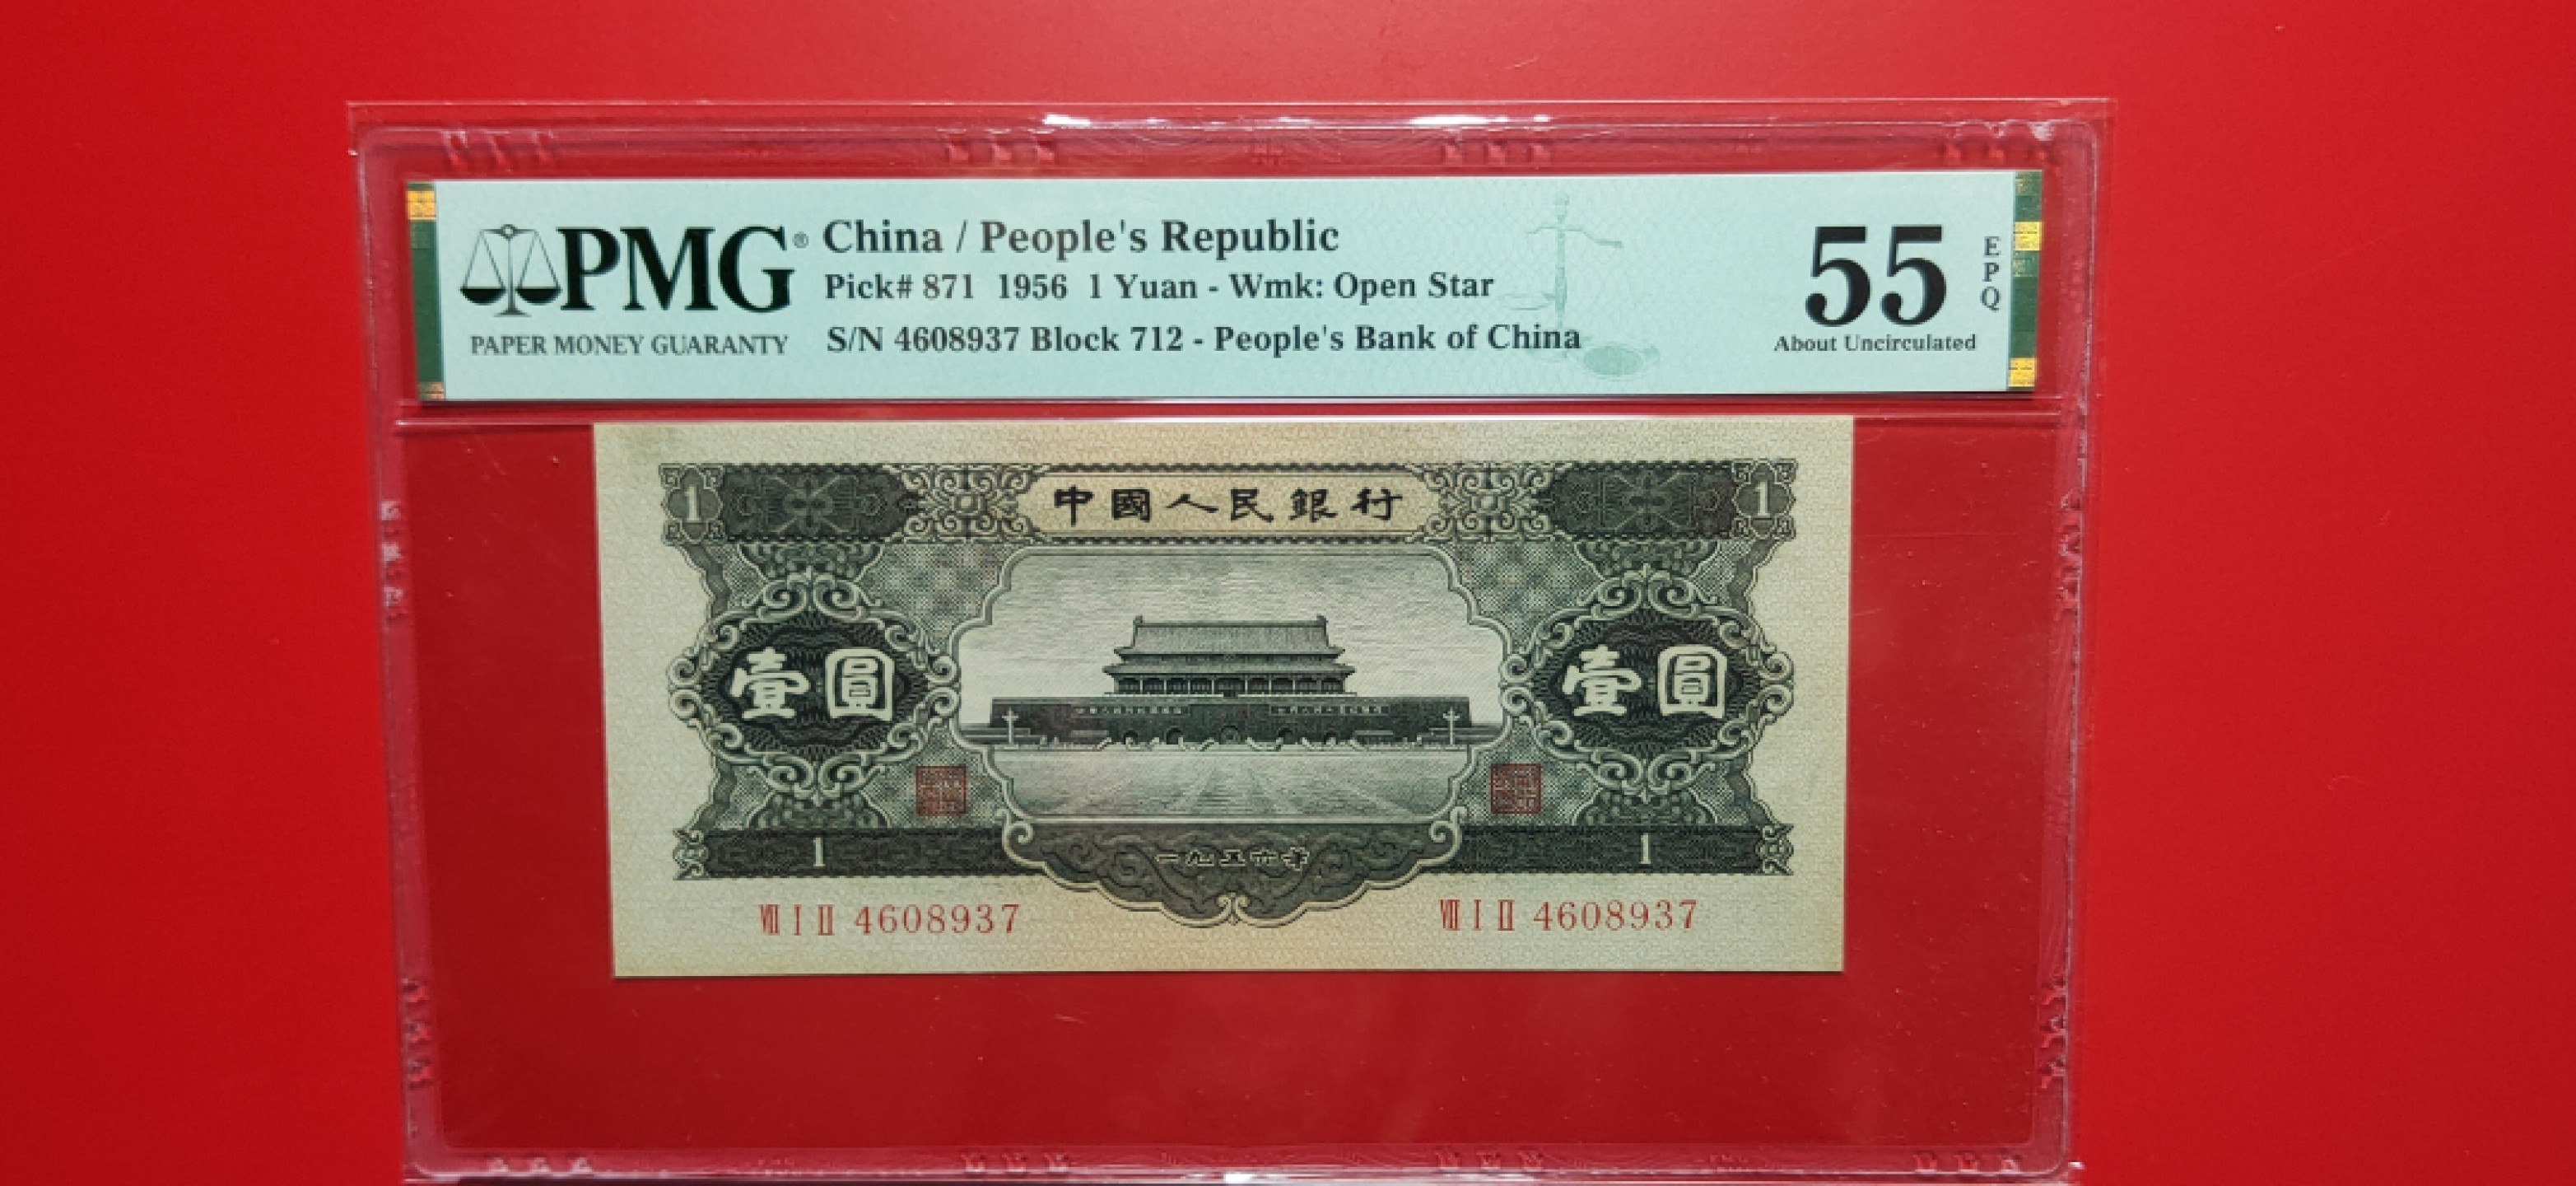 PMG®
PAPER MONEY GUARANTY
China / People's Republic
Pick# 871 1956 1 Yuan - Wmk: Open Star
S/N 4608937 Block 712 - People's Bank of China
55
EPQ
About Uncirculated
1 中國人民銀行 1
壹圓 壹圓
1 一九五六年 1
Ⅶ Ⅰ Ⅱ 4608937 Ⅶ Ⅰ Ⅱ 4608937